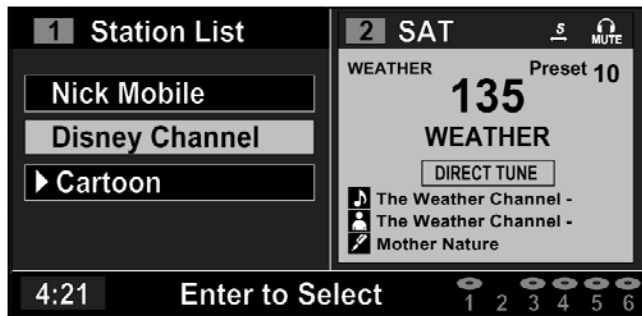 1 Station List
Nick Mobile
Disney Channel
Cartoon
2 SAT S MUTE
WEATHER Preset 10
135
WEATHER
DIRECT TUNE
The Weather Channel -
The Weather Channel -
Mother Nature
4:21 Enter to Select 1 2 3 4 5 6